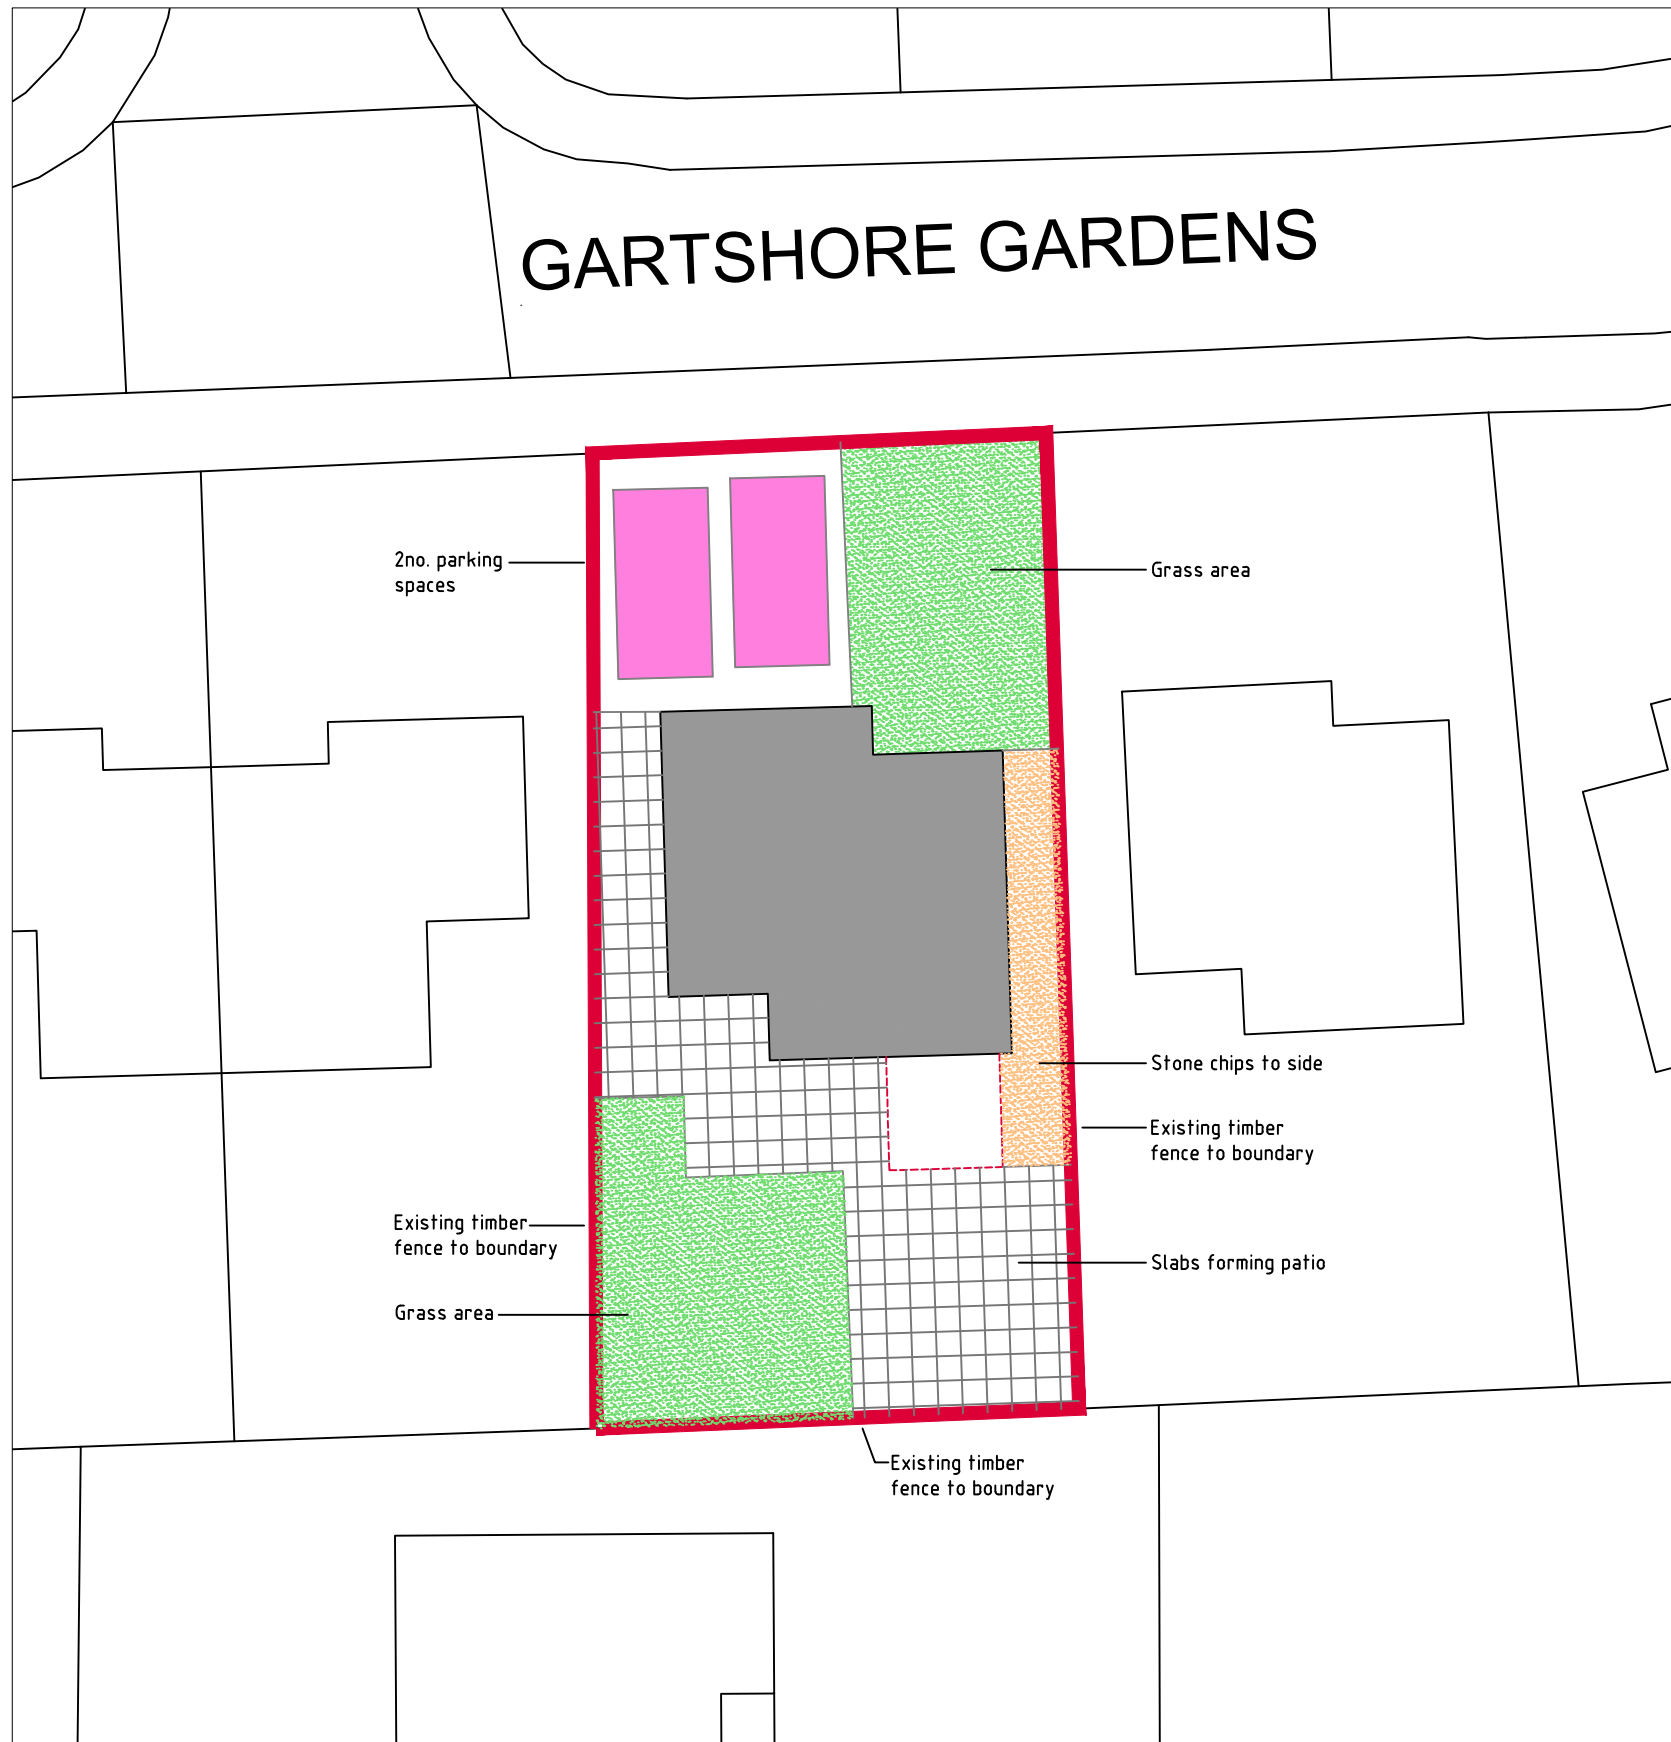 GARTSHORE GARDENS
2no. parking
spaces
Grass area
Stone chips to side
Existing timber
fence to boundary
Existing timber
fence to boundary
Slabs forming patio
Grass area
Existing timber
fence to boundary